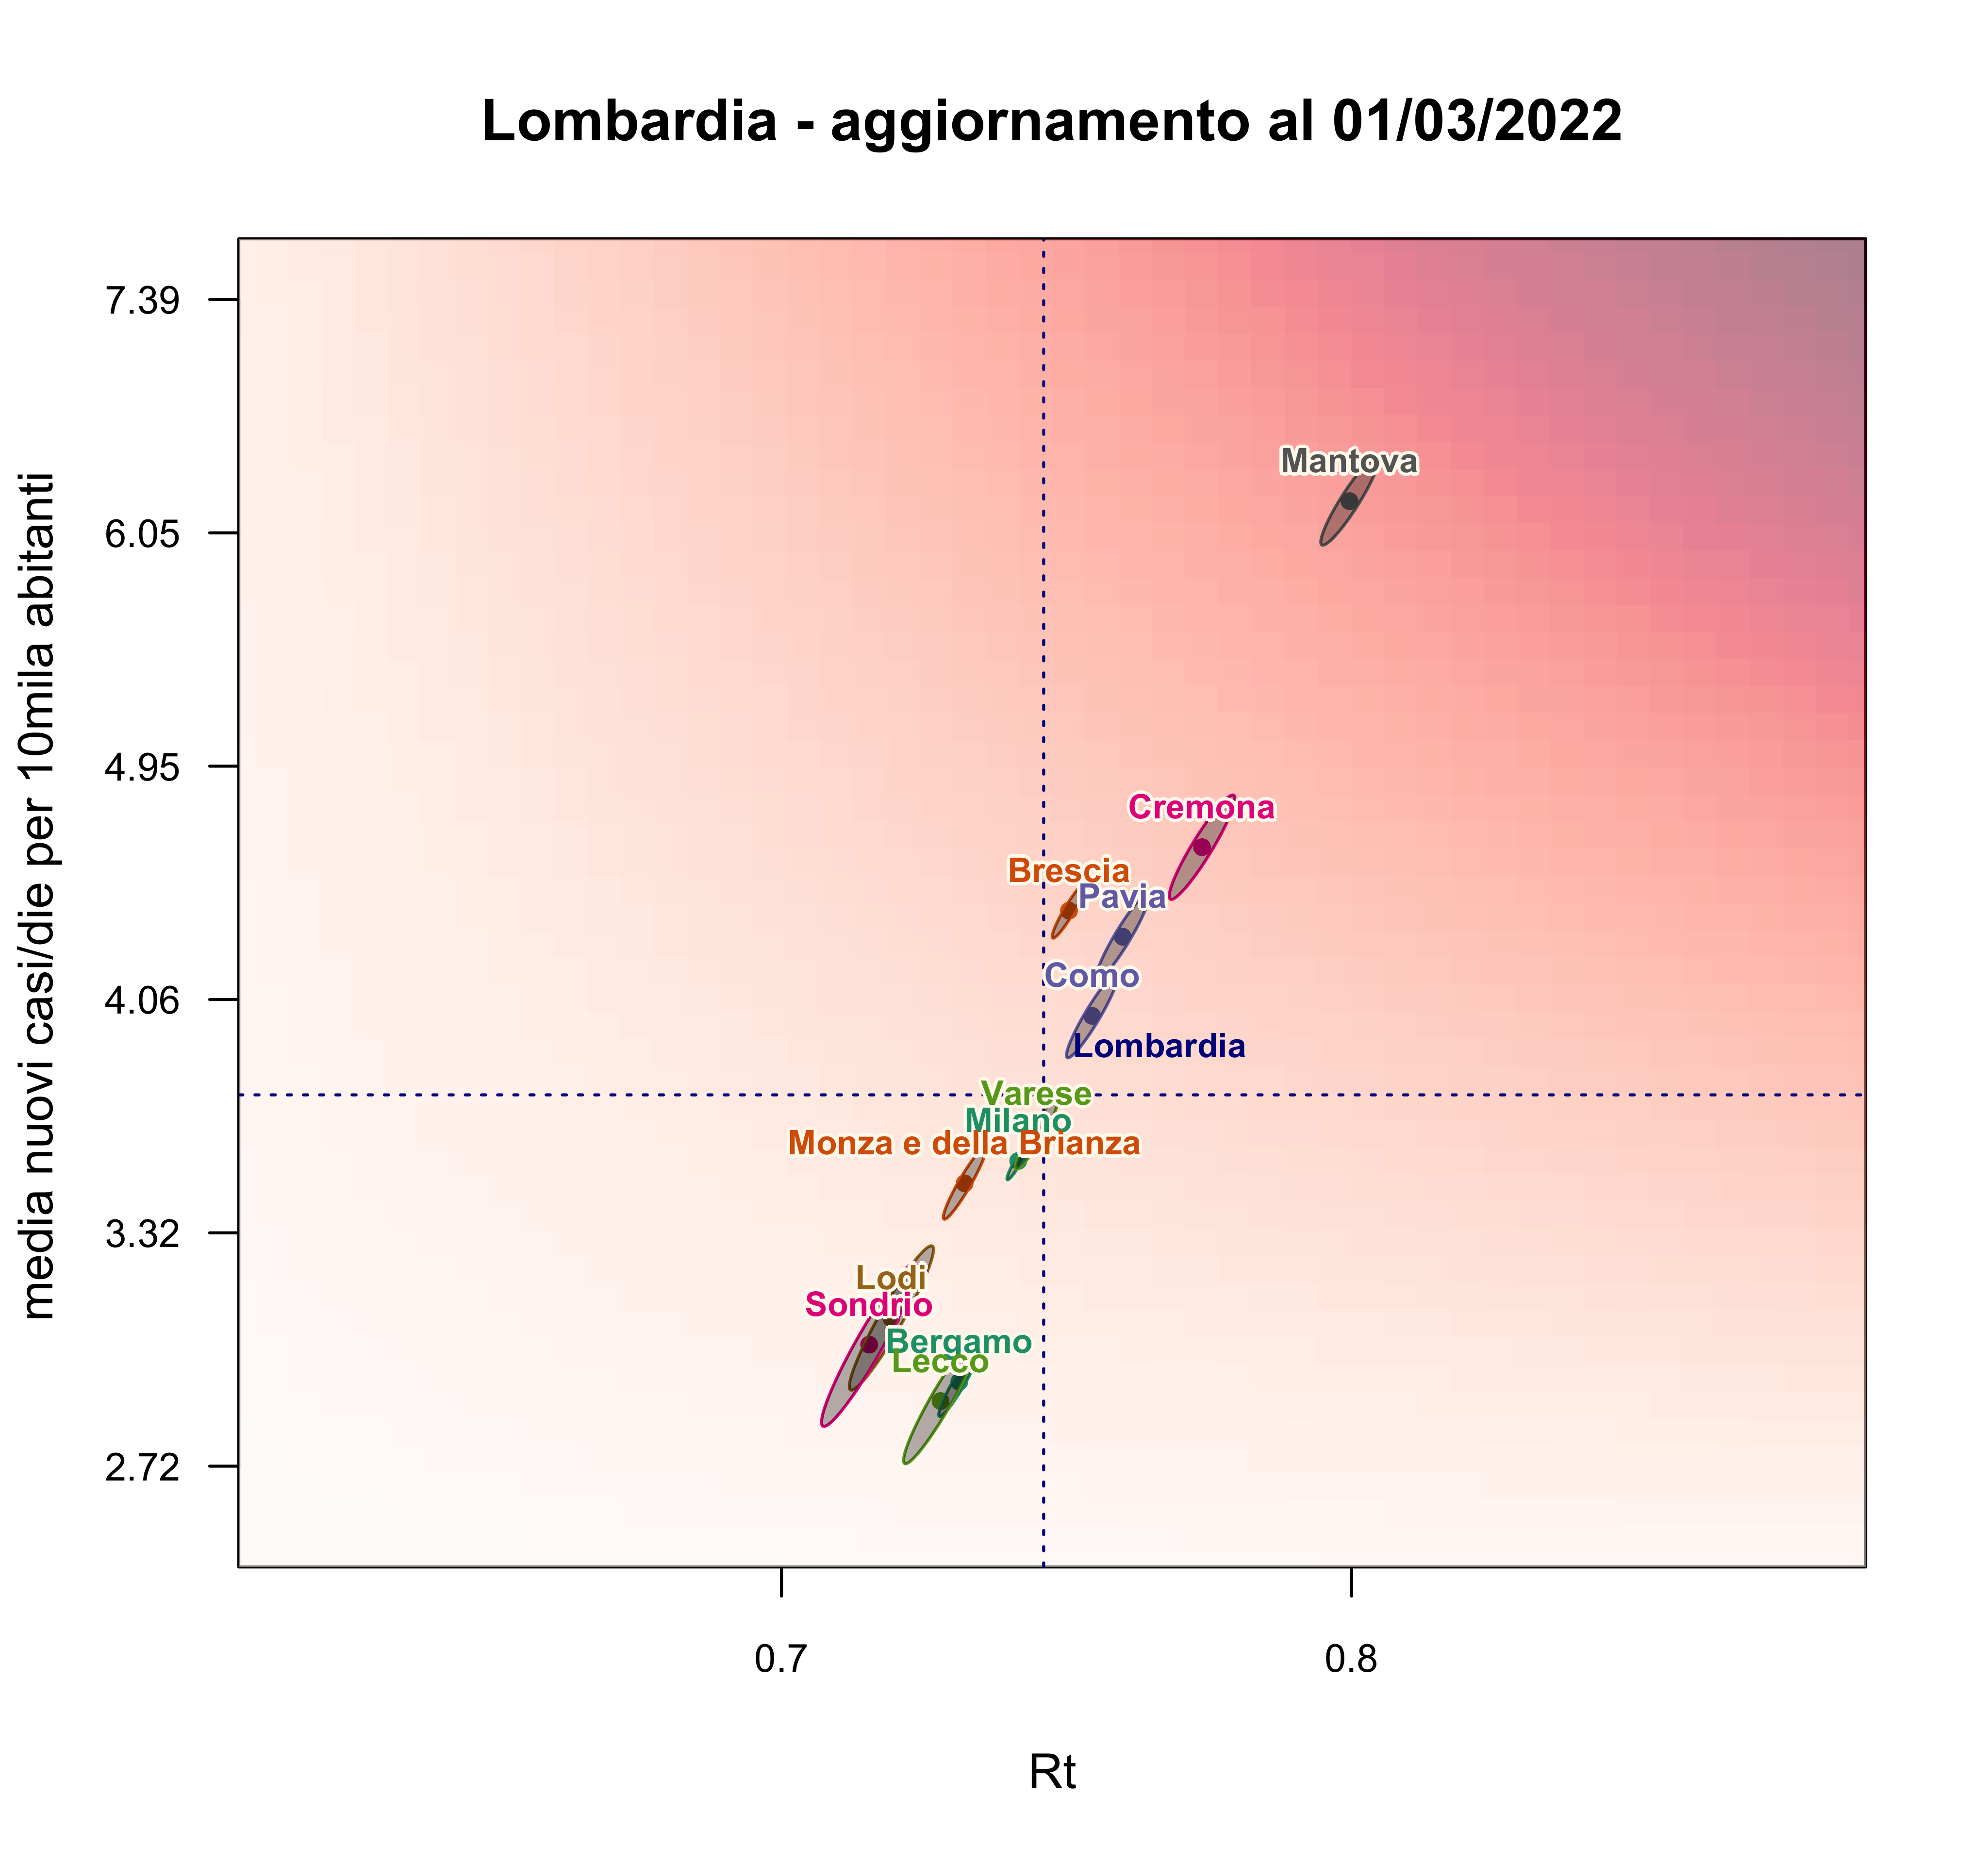 Lombardia - aggiornamento al 01/03/2022
media nuovi casi/die per 10mila abitanti
7.39
6.05
4.95
4.06
3.32
2.72
Mantova
Cremona
Brescia
Pavia
Como
Lombardia
Varese
Milano
Monza e della Brianza
Lodi
Sondrio
Bergamo
Lecco
0.7
0.8
Rt